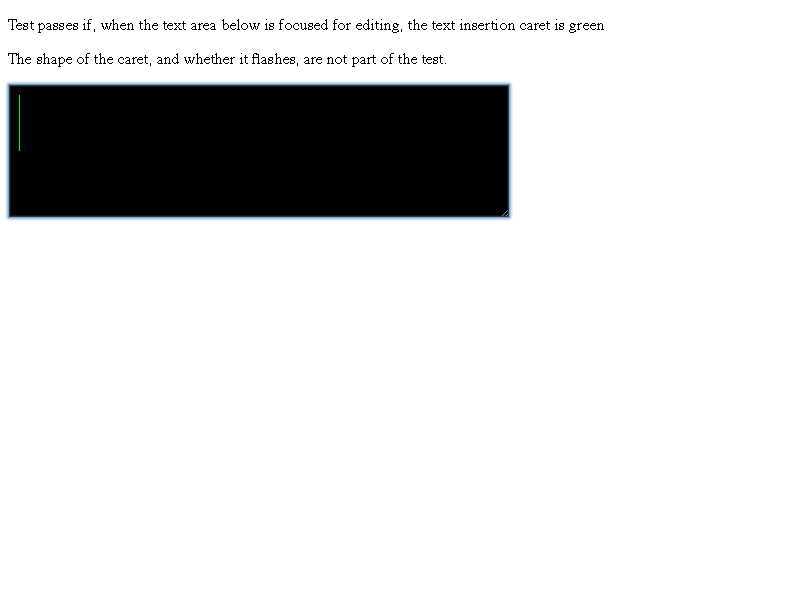 Test passes if, when the text area below is focused for editing, the text insertion caret is green
The shape of the caret, and whether it flashes, are not part of the test.